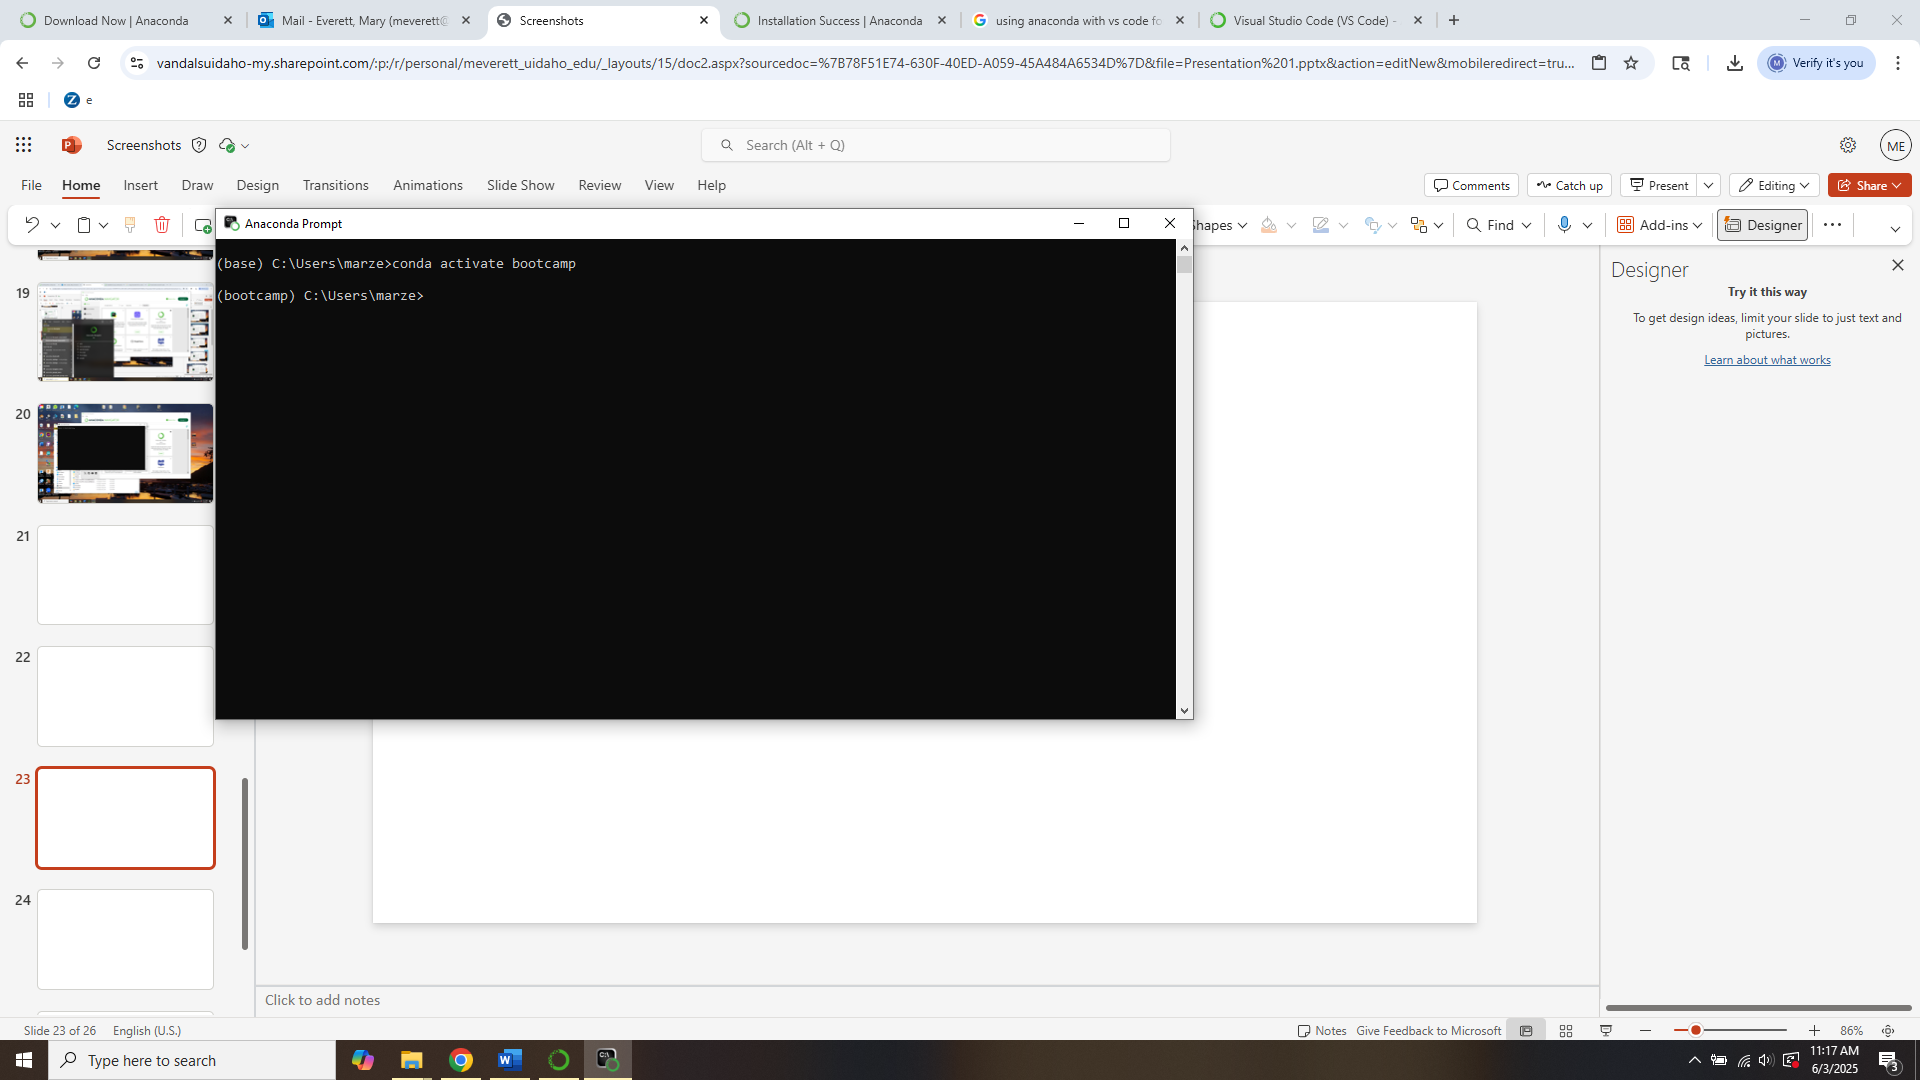 Download Now | Anaconda
Mail - Everett, Mary (meverett@
Screenshots
Installation Success | Anaconda
using anaconda with vs code fo
Visual Studio Code (VS Code) -
vandalsuidaho-my.sharepoint.com/:p:/r/personal/meverett_uidaho_edu/_layouts/15/doc2.aspx?sourcedoc=%7B78F51E74-630F-40ED-A059-45A484A6534D%7D&file=Presentation%201.pptx&action=editNew&mobileredirect=tru...
Verify it's you
e
Screenshots
Search (Alt + Q)
ME
File Home Insert Draw Design Transitions Animations Slide Show Review View Help
Comments
Catch up
Present
Editing
Share
Anaconda Prompt
Shapes
Find
Add-ins
Designer
(base) C:\Users\marze>conda activate bootcamp
(bootcamp) C:\Users\marze>
Designer
Try it this way
To get design ideas, limit your slide to just text and
pictures.
Learn about what works
19
20
21
22
23
24
Click to add notes
Slide 23 of 26
English (U.S.)
Notes
Give Feedback to Microsoft
86%
Type here to search
11:17 AM
6/3/2025
3